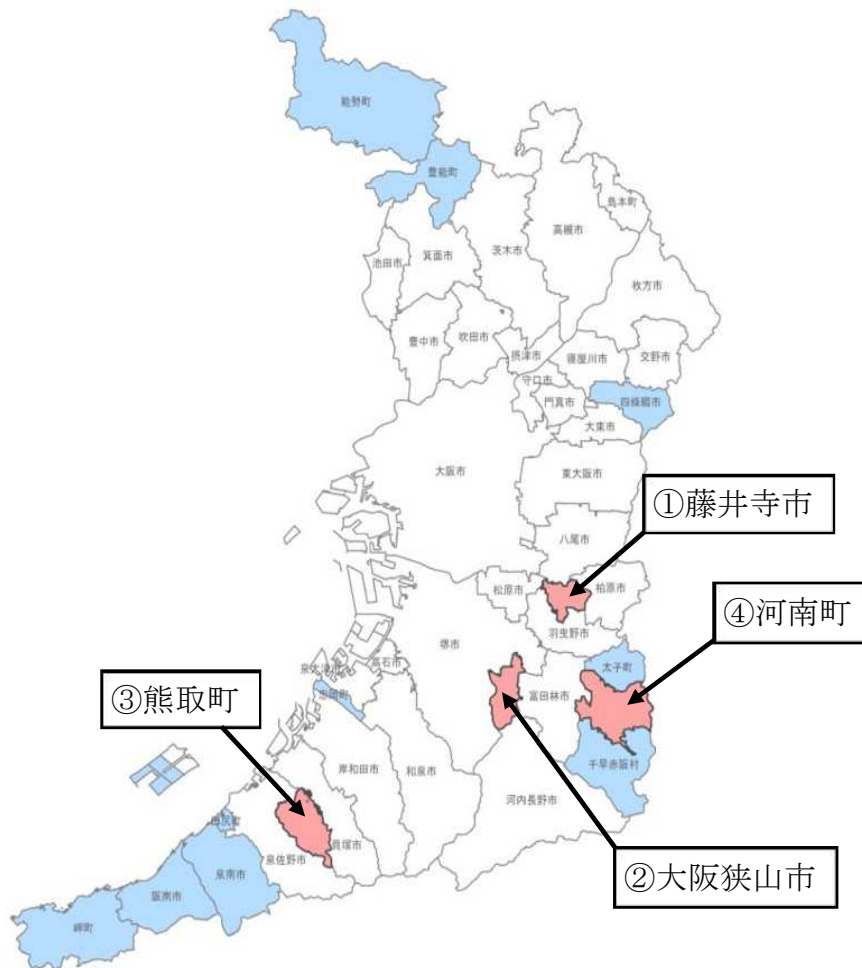 能勢町
豊能町
島本町
高槻市
茨木市
箕面市
池田市
枚方市
豊中市
吹田市
摂津市
寝屋川市
交野市
守口市
門真市
四條畷市
大東市
大阪市
東大阪市
①藤井寺市
八尾市
松原市
柏原市
④河南町
羽曳野市
堺市
太子町
高石市
泉大津市
③熊取町
忠岡町
富田林市
岸和田市
和泉市
千早赤阪村
河内長野市
田尻町
貝塚市
泉佐野市
泉南市
②大阪狭山市
阪南市
岬町